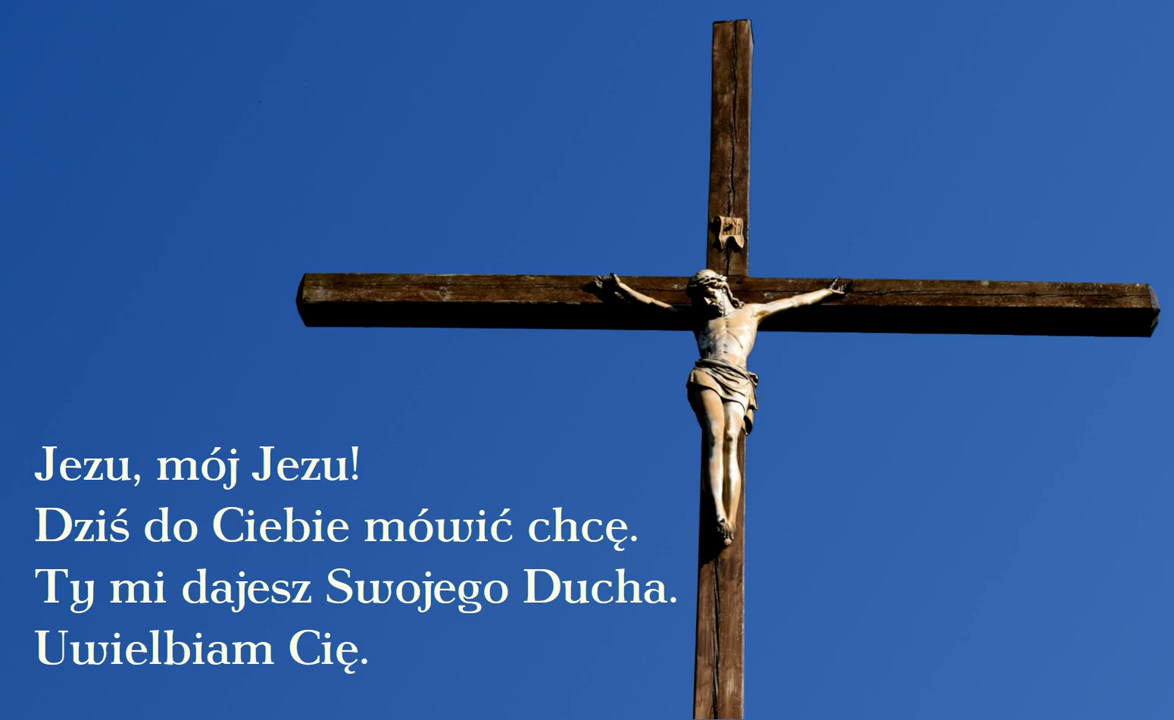 Jezu, mój Jezu!
Dziś do Ciebie mówić chcę.
Ty mi dajesz Swojego Ducha.
Uwielbiam Cię.